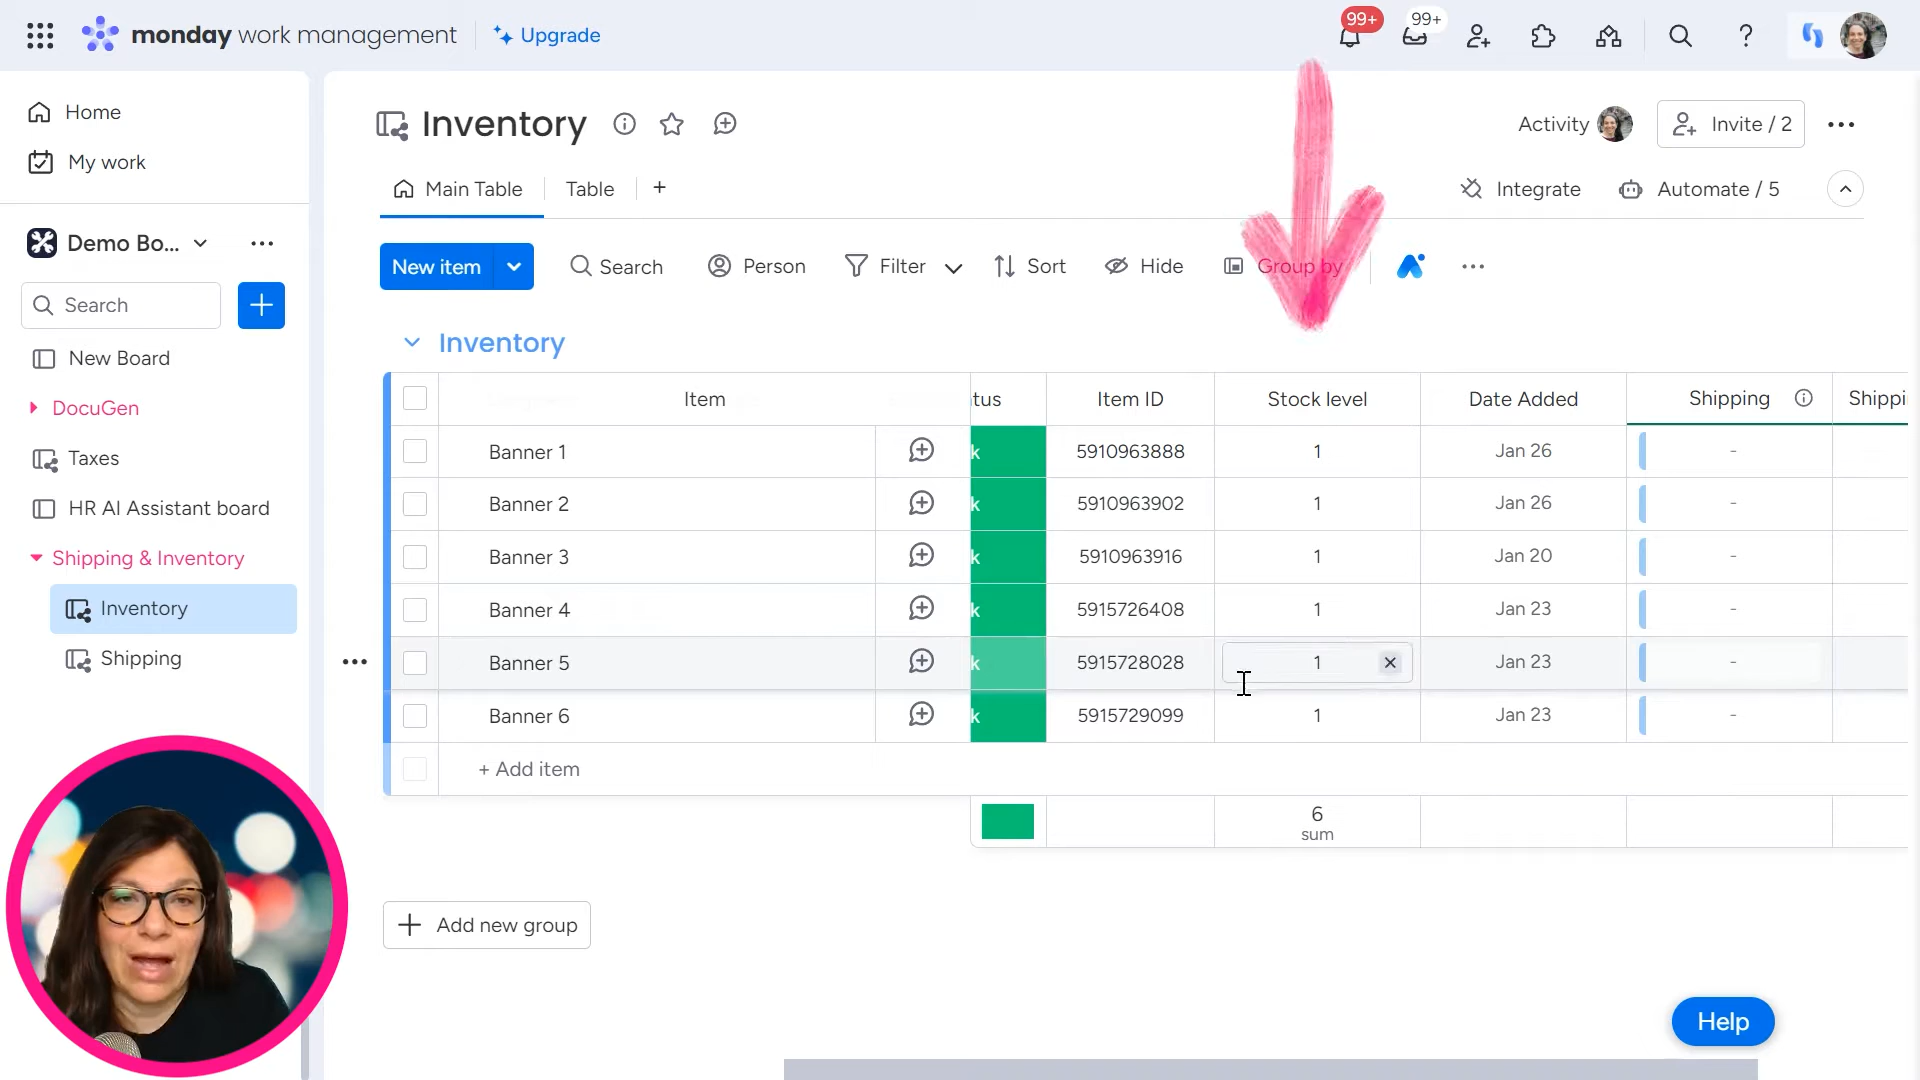 monday work management
Upgrade
99+
99+
Home
My work
Demo Bo...
Search
New Board
DocuGen
Taxes
HR AI Assistant board
Shipping & Inventory
Inventory
Shipping
Inventory
Activity
Invite / 2
Main Table
Table
Integrate
Automate / 5
New item
Search
Person
Filter
Sort
Hide
Group by
Inventory
Item
tus
Item ID
Stock level
Date Added
Shipping
Shippi
Banner 1
k
5910963888
1
Jan 26
-
Banner 2
k
5910963902
1
Jan 26
-
Banner 3
k
5910963916
1
Jan 20
-
Banner 4
k
5915726408
1
Jan 23
-
Banner 5
k
5915728028
1
Jan 23
-
Banner 6
k
5915729099
1
Jan 23
-
+ Add item
6
sum
Add new group
Help